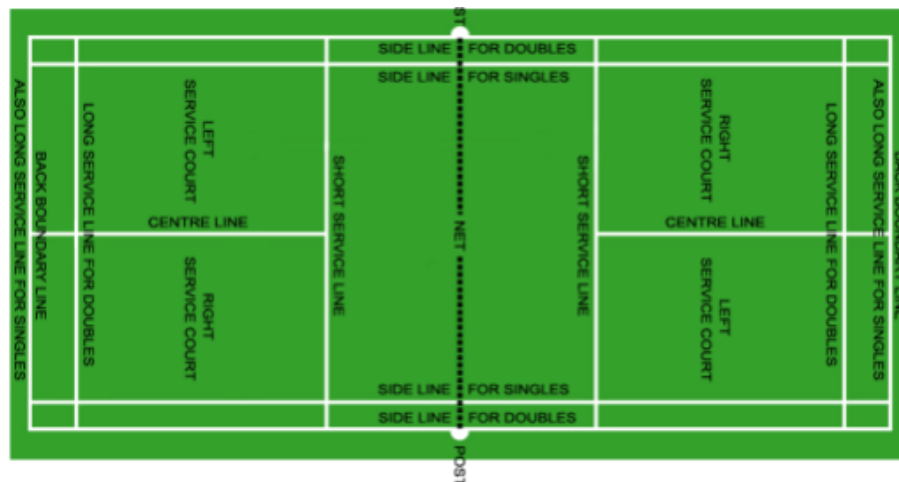 ST
SIDE LINE FOR DOUBLES
SIDE LINE FOR SINGLES
ALSO LONG SERVICE LINE FOR SINGLES
BACK BOUNDARY LINE
LONG SERVICE LINE FOR DOUBLES
LEFT
SERVICE COURT
CENTRE LINE
RIGHT
SERVICE COURT
SHORT SERVICE LINE
NET
SHORT SERVICE LINE
RIGHT
SERVICE COURT
CENTRE LINE
LEFT
SERVICE COURT
LONG SERVICE LINE FOR DOUBLES
ALSO LONG SERVICE LINE FOR SINGLES
BACK BOUNDARY LINE
SIDE LINE FOR SINGLES
SIDE LINE FOR DOUBLES
POST